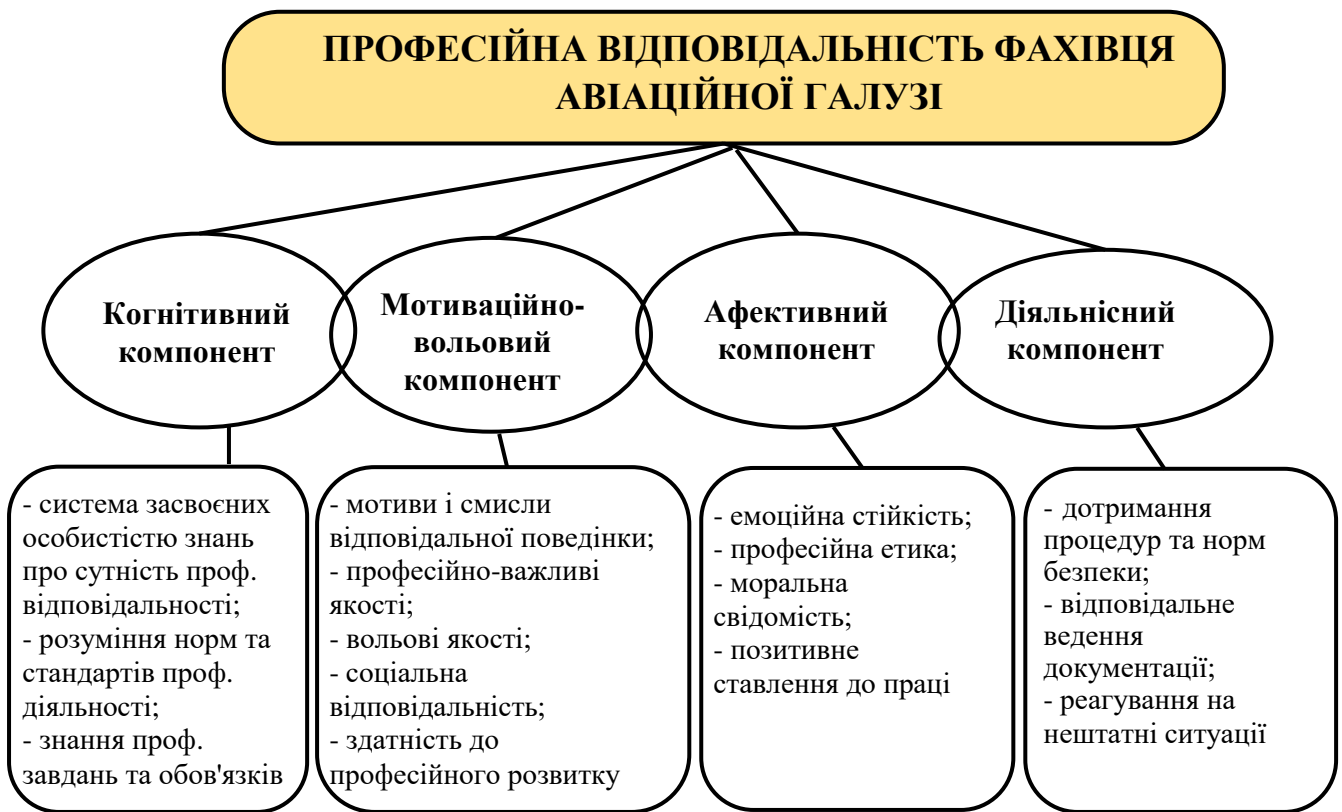 ПРОФЕСІЙНА ВІДПОВІДАЛЬНІСТЬ ФАХІВЦЯ
АВІАЦІЙНОЇ ГАЛУЗІ
Когнітивний
компонент
Мотиваційно-
вольовий
компонент
Афективний
компонент
Діяльнісний
компонент
- система засвоєних
особистістю знань
про сутність проф.
відповідальності;
- розуміння норм та
стандартів проф.
діяльності;
- знання проф.
завдань та обов'язків
- мотиви і смисли
відповідальної поведінки;
- професійно-важливі
якості;
- вольові якості;
- соціальна
відповідальність;
- здатність до
професійного розвитку
- емоційна стійкість;
- професійна етика;
- моральна
свідомість;
- позитивне
ставлення до праці
- дотримання
процедур та норм
безпеки;
- відповідальне
ведення
документації;
- реагування на
нештатні ситуації